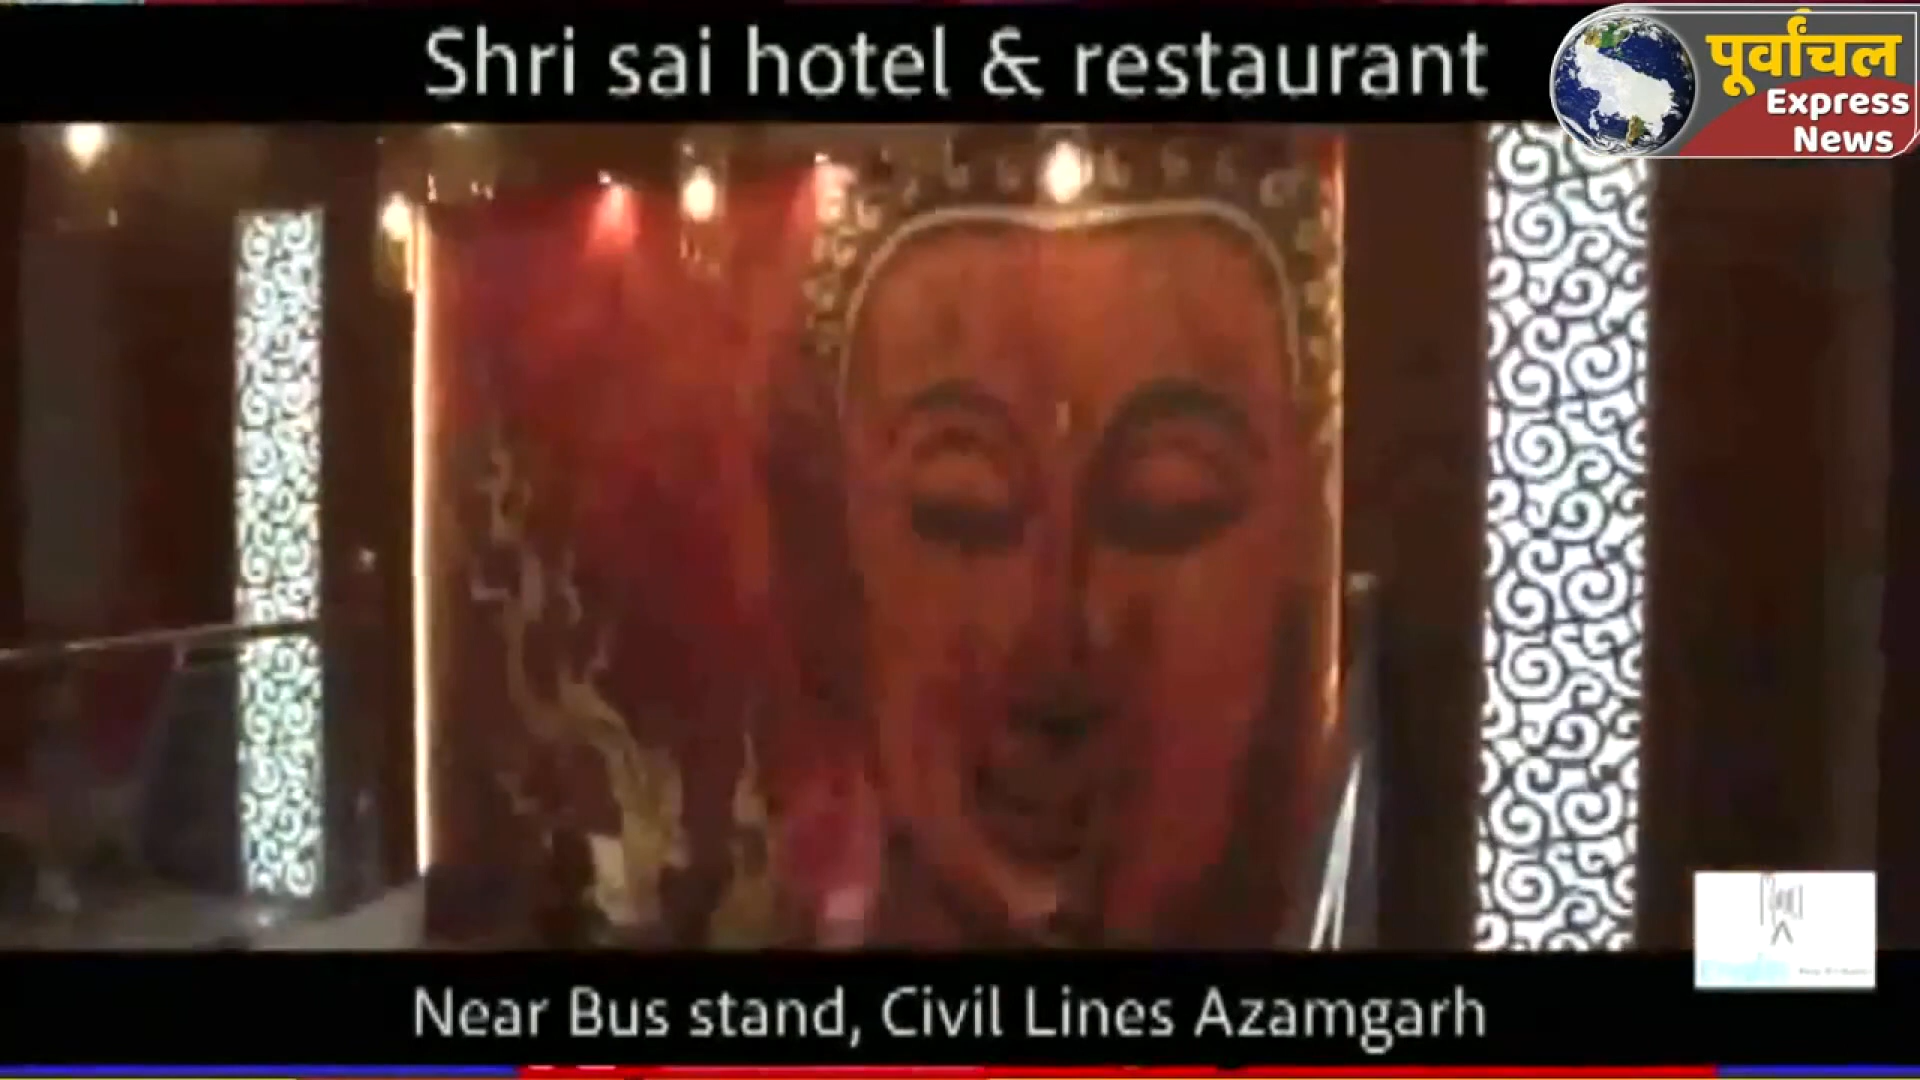 Shri sai hotel & restaurant
पूर्वांचल
Express
News
Near Bus stand, Civil Lines Azamgarh